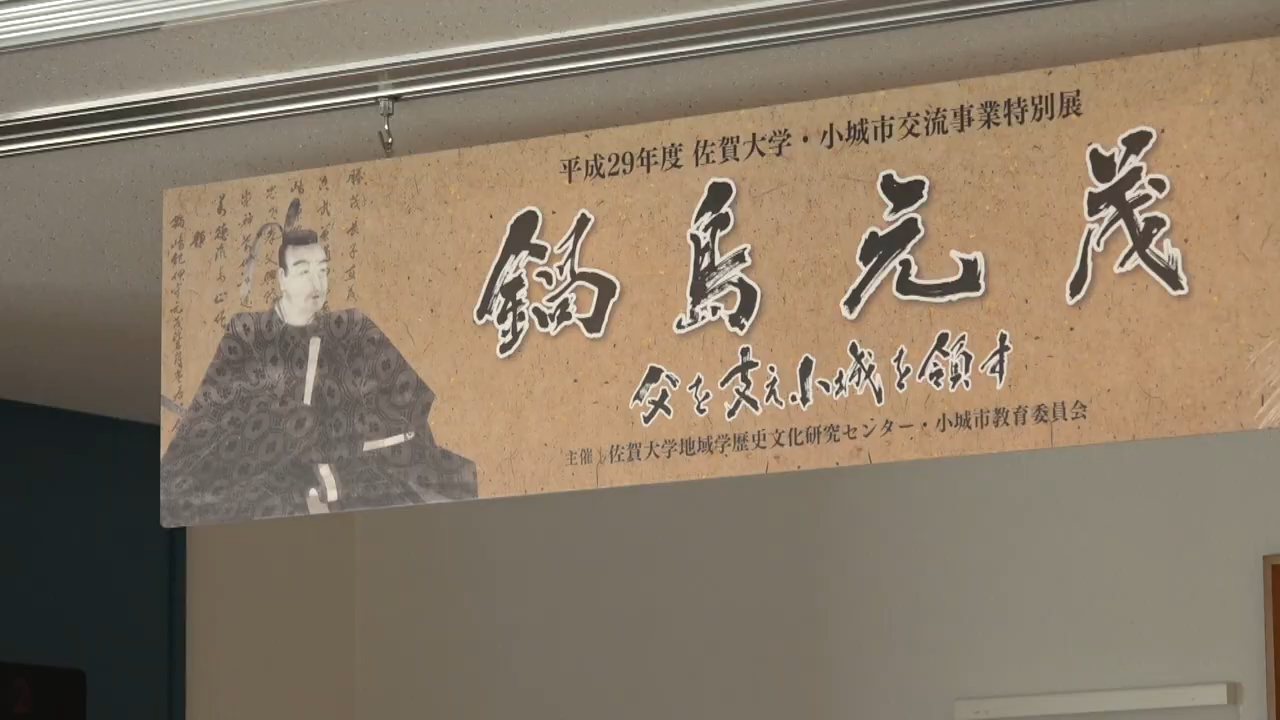 平成29年度 佐賀大学・小城市交流事業特別展
鍋島元茂
父を支え小城を領す
主催 佐賀大学地域学歴史文化研究センター・小城市教育委員会